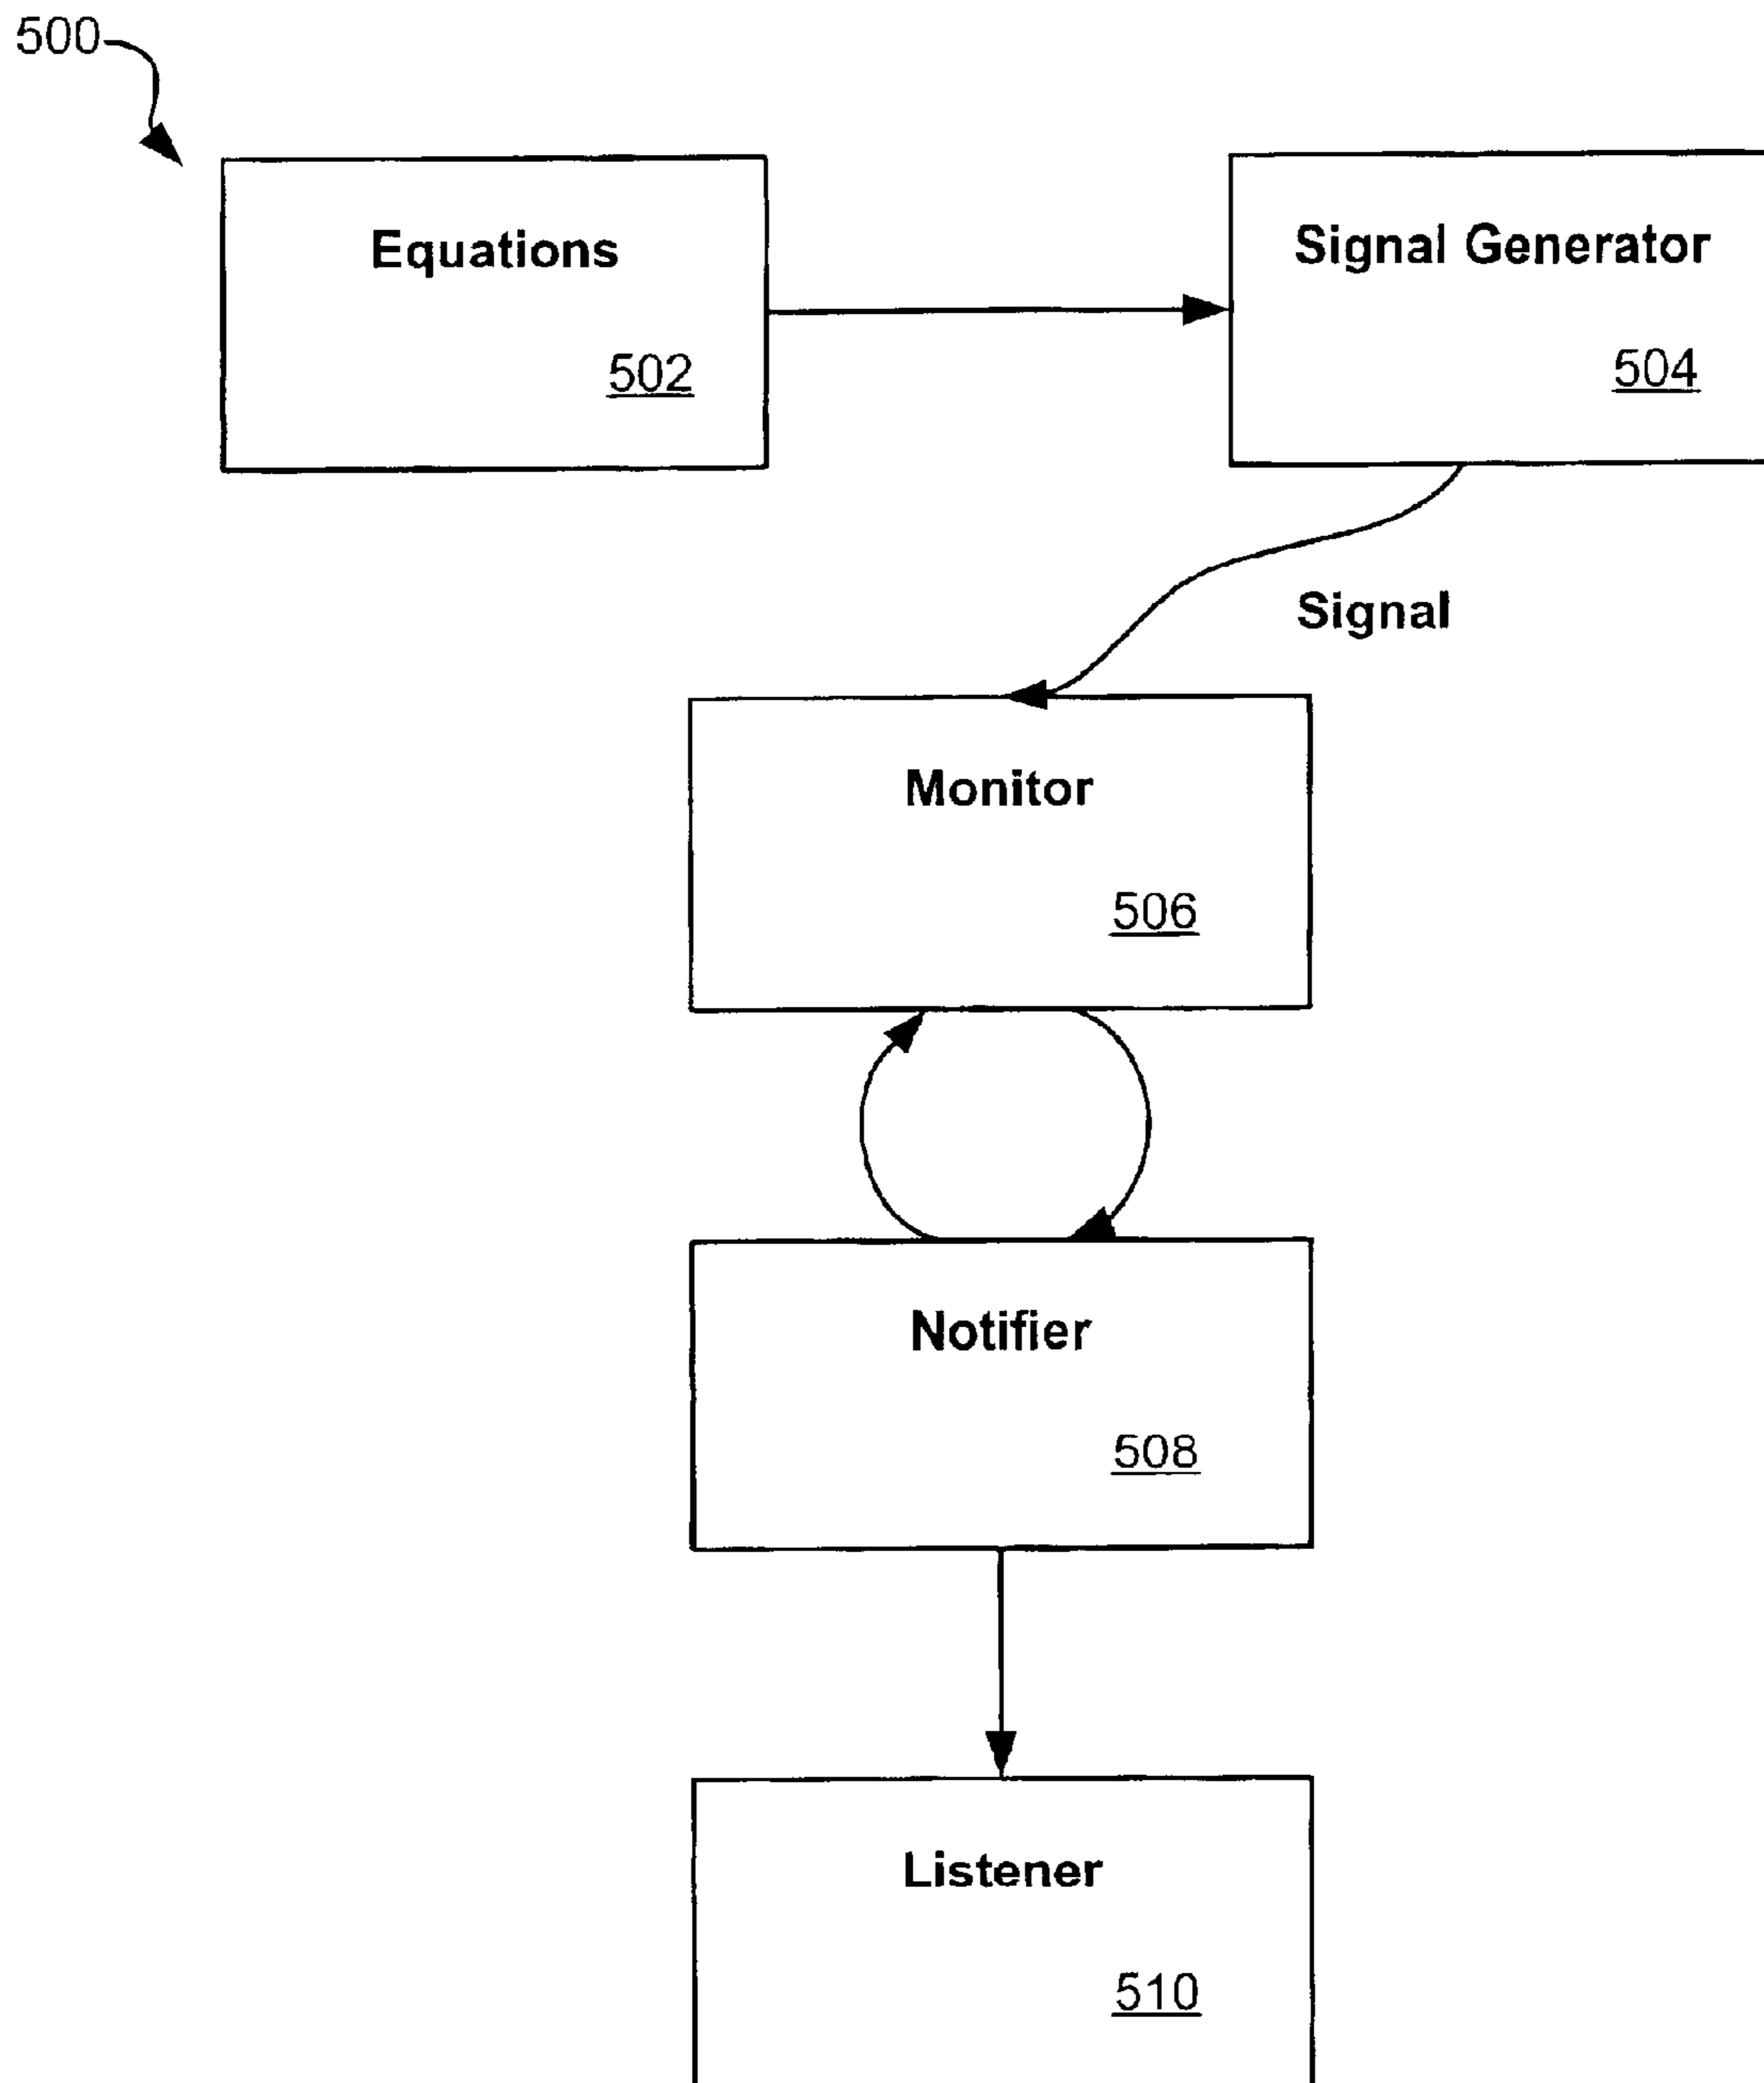 500
Equations
502
Signal Generator
504
Signal
Monitor
506
Notifier
508
Listener
510